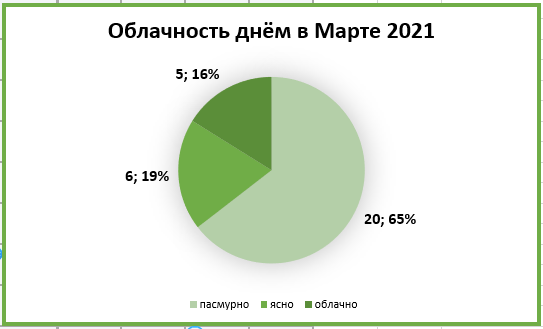 Облачность днём в Марте 2021
5; 16%
6; 19%
20; 65%
пасмурно ясно облачно